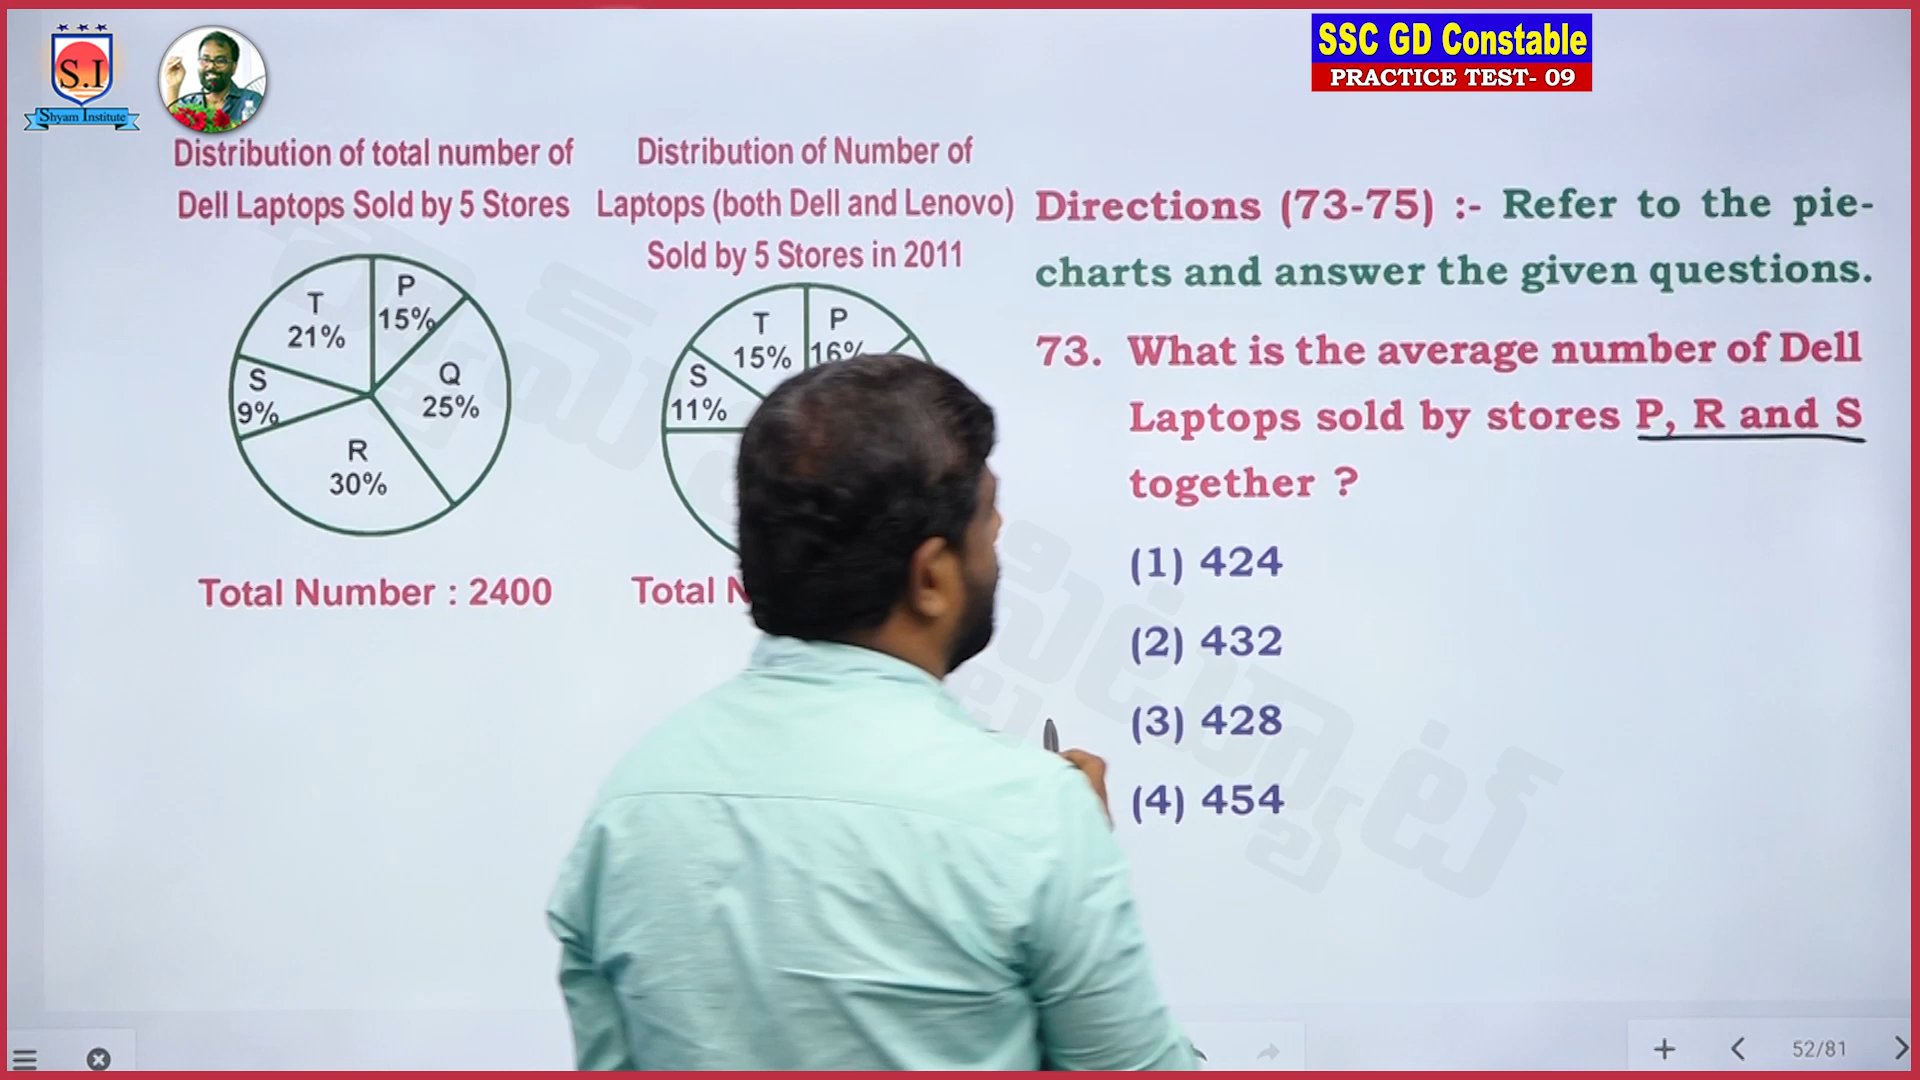 S.I
Shyam Institute
SSC GD Constable
PRACTICE TEST- 09
Distribution of total number of
Dell Laptops Sold by 5 Stores
P
15%
Q
25%
R
30%
S
9%
T
21%
Total Number : 2400
Distribution of Number of
Laptops (both Dell and Lenovo)
Sold by 5 Stores in 2011
P
16%
T
15%
S
11%
Total
Directions (73-75) :- Refer to the pie-
charts and answer the given questions.
73. What is the average number of Dell
Laptops sold by stores P, R and S
together ?
(1) 424
(2) 432
(3) 428
(4) 454
52/81